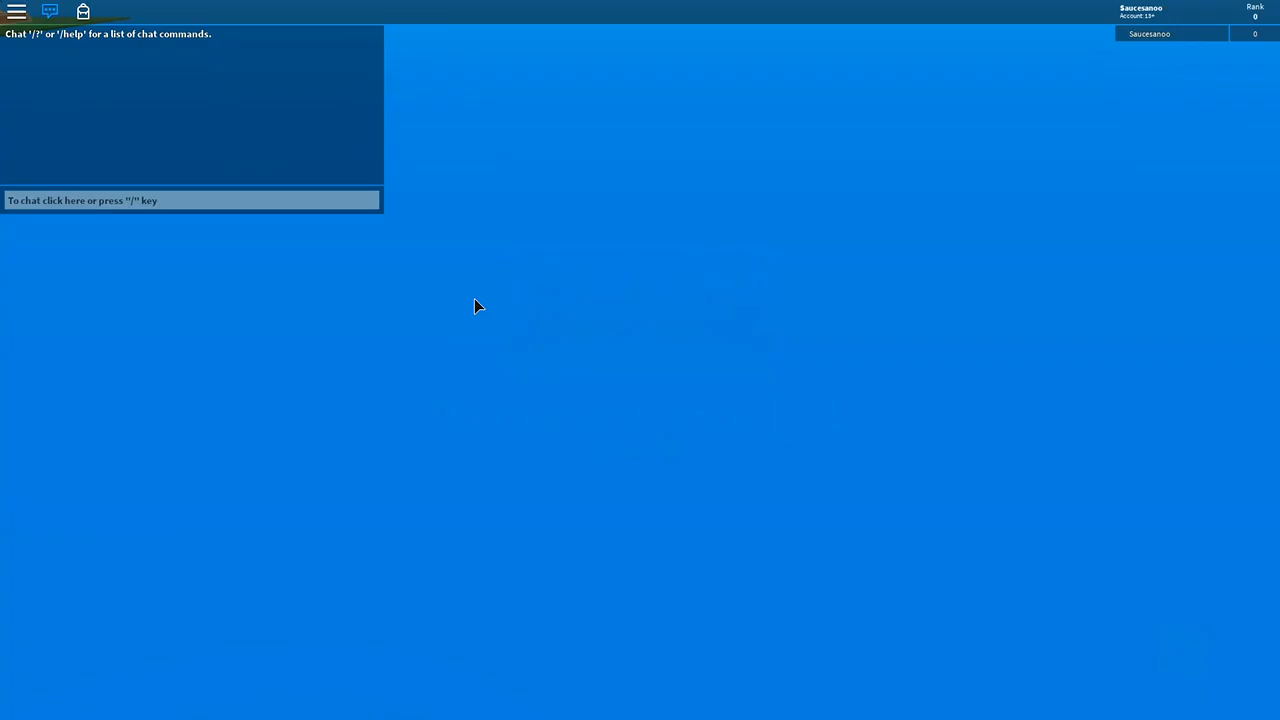 Saucesanoo
Account: 13+
Rank
0
Chat '/?' or '/help' for a list of chat commands.
Saucesanoo
0
To chat click here or press "/" key